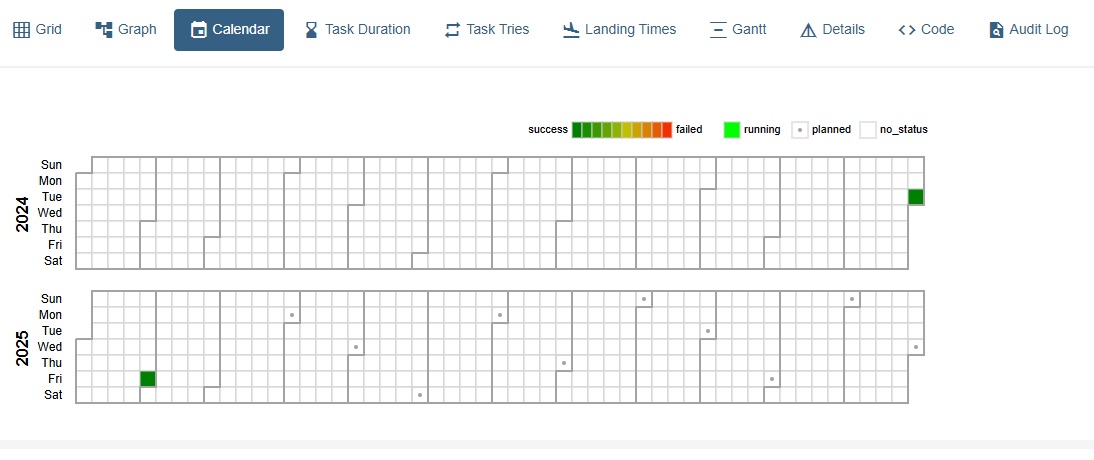 Grid Graph Calendar Task Duration Task Tries Landing Times Gantt Details Code Audit Log
success failed running planned no_status
2024
Sun
Mon
Tue
Wed
Thu
Fri
Sat
2025
Sun
Mon
Tue
Wed
Thu
Fri
Sat